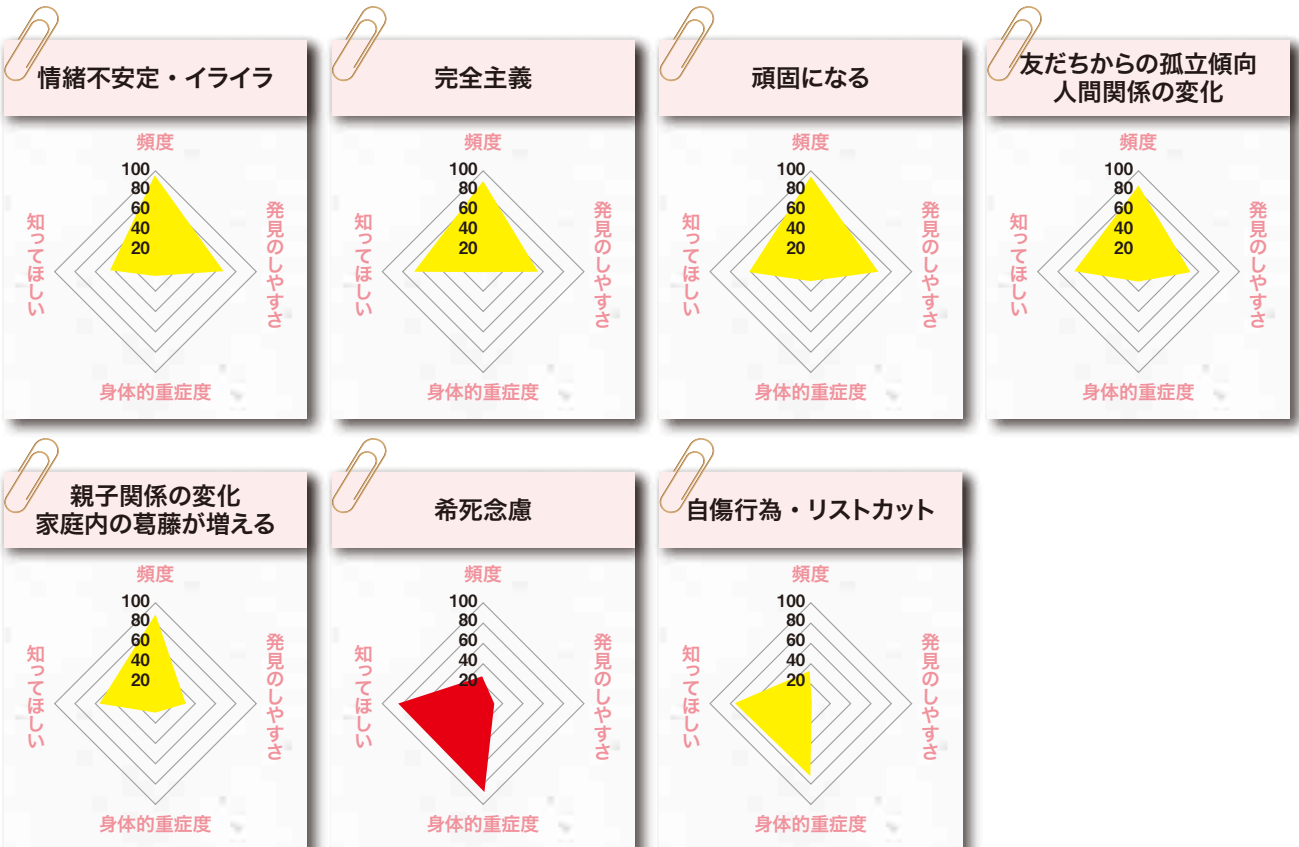 情緒不安定・イライラ
頻度
100
80
60
40
20
知ってほしい
発見のしやすさ
身体的重症度
完全主義
頻度
100
80
60
40
20
知ってほしい
発見のしやすさ
身体的重症度
頑固になる
頻度
100
80
60
40
20
知ってほしい
発見のしやすさ
身体的重症度
友だちからの孤立傾向
人間関係の変化
頻度
100
80
60
40
20
知ってほしい
発見のしやすさ
身体的重症度
親子関係の変化
家庭内の葛藤が増える
頻度
100
80
60
40
20
知ってほしい
発見のしやすさ
身体的重症度
希死念慮
頻度
100
80
60
40
20
知ってほしい
発見のしやすさ
身体的重症度
自傷行為・リストカット
頻度
100
80
60
40
20
知ってほしい
発見のしやすさ
身体的重症度